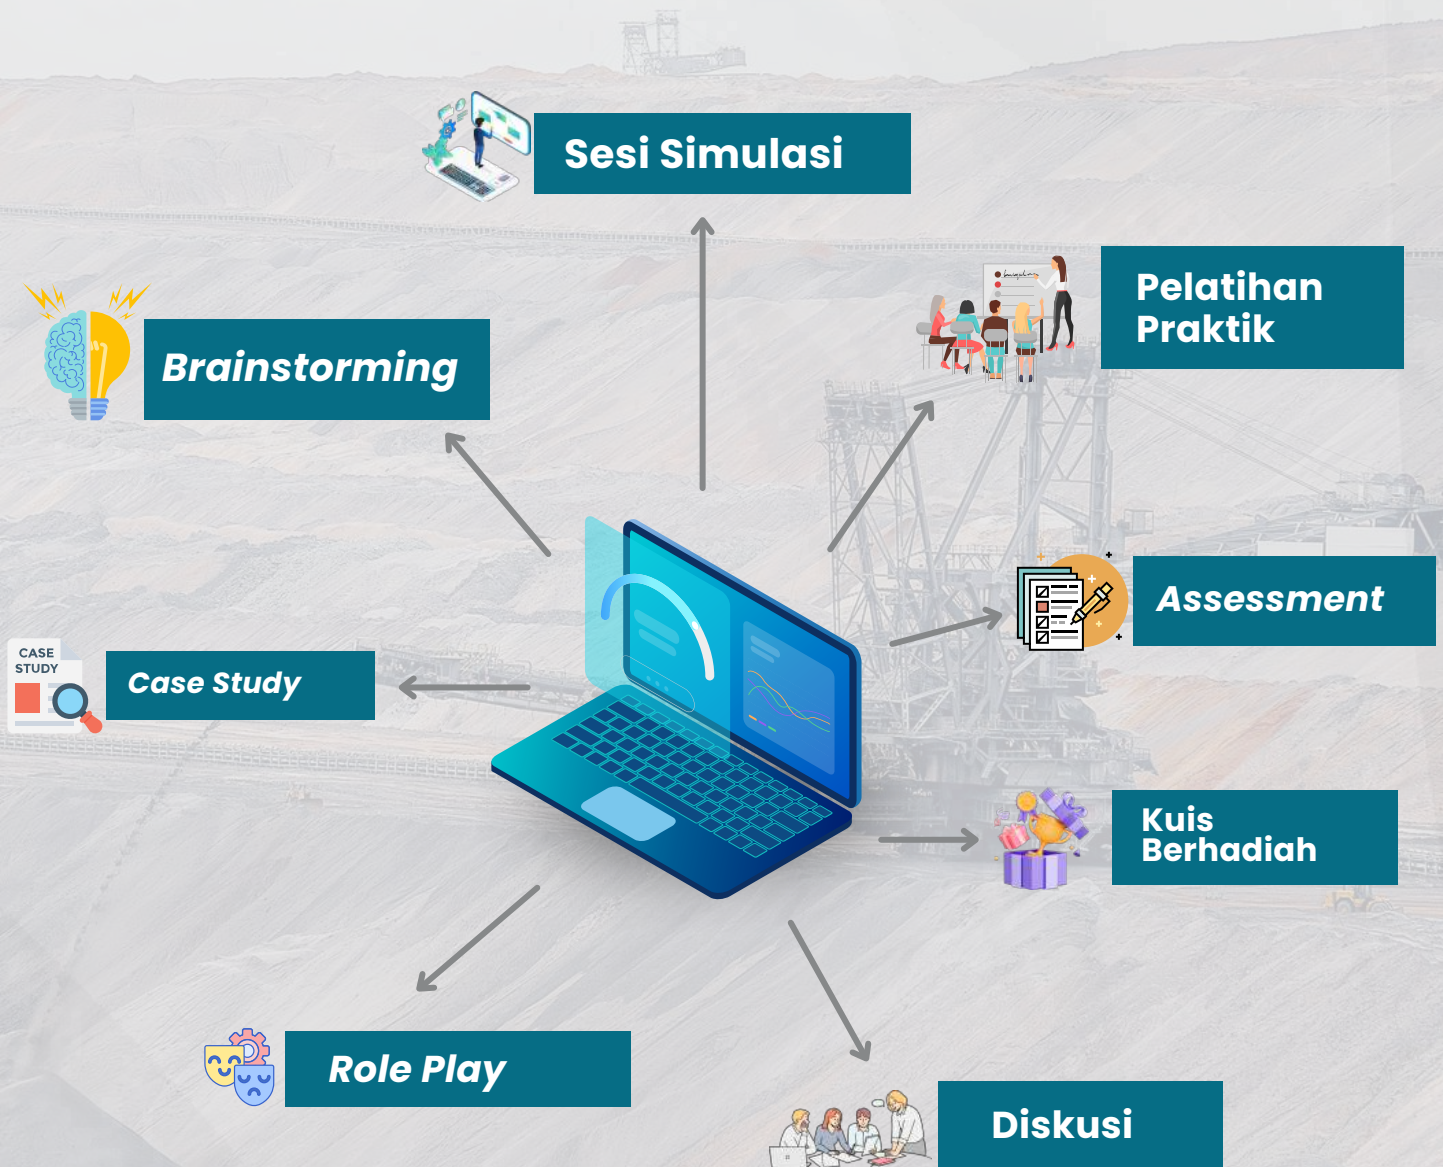 Sesi Simulasi
Pelatihan
Praktik
Brainstorming
Assessment
CASE
STUDY
Case Study
Kuis
Berhadiah
Role Play
Diskusi